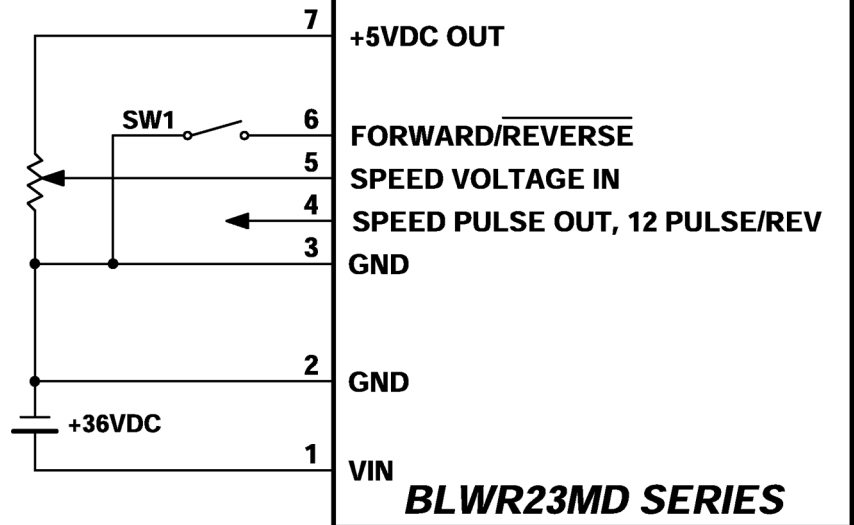 7
+5VDC OUT
SW1
6
FORWARD/REVERSE
5
SPEED VOLTAGE IN
4
SPEED PULSE OUT, 12 PULSE/REV
3
GND
2
GND
+36VDC
1
VIN
BLWR23MD SERIES